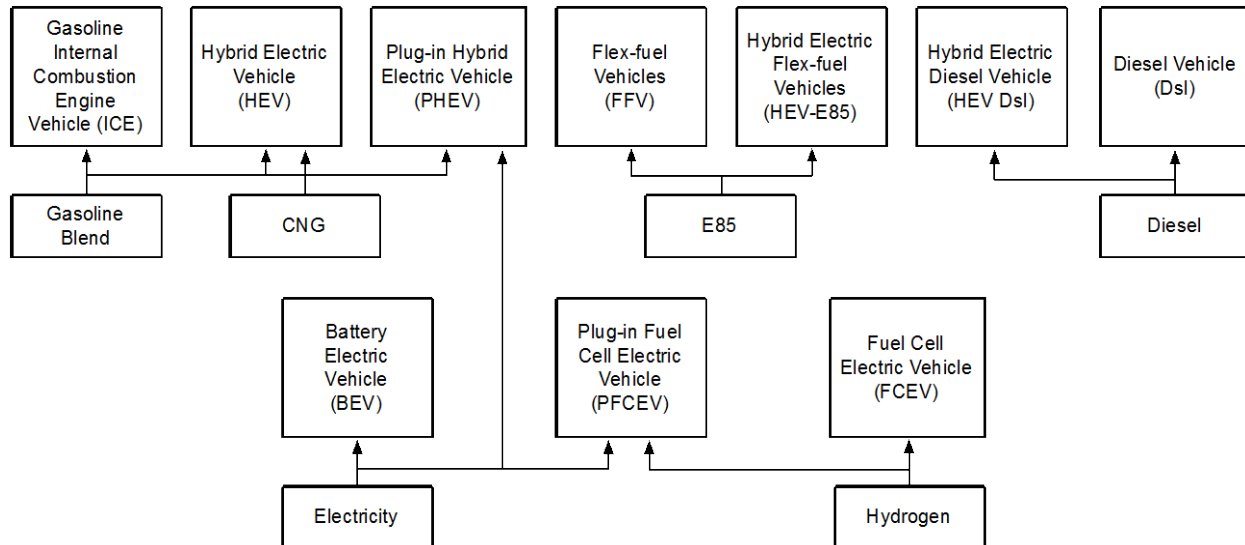 Gasoline
Internal
Combustion
Engine
Vehicle (ICE)
Hybrid Electric
Vehicle
(HEV)
Plug-in Hybrid
Electric Vehicle
(PHEV)
Flex-fuel
Vehicles
(FFV)
Hybrid Electric
Flex-fuel
Vehicles
(HEV-E85)
Hybrid Electric
Diesel Vehicle
(HEV Dsl)
Diesel Vehicle
(Dsl)
Gasoline
Blend
CNG
E85
Diesel
Battery
Electric
Vehicle
(BEV)
Plug-in Fuel
Cell Electric
Vehicle
(PFCEV)
Fuel Cell
Electric Vehicle
(FCEV)
Electricity
Hydrogen